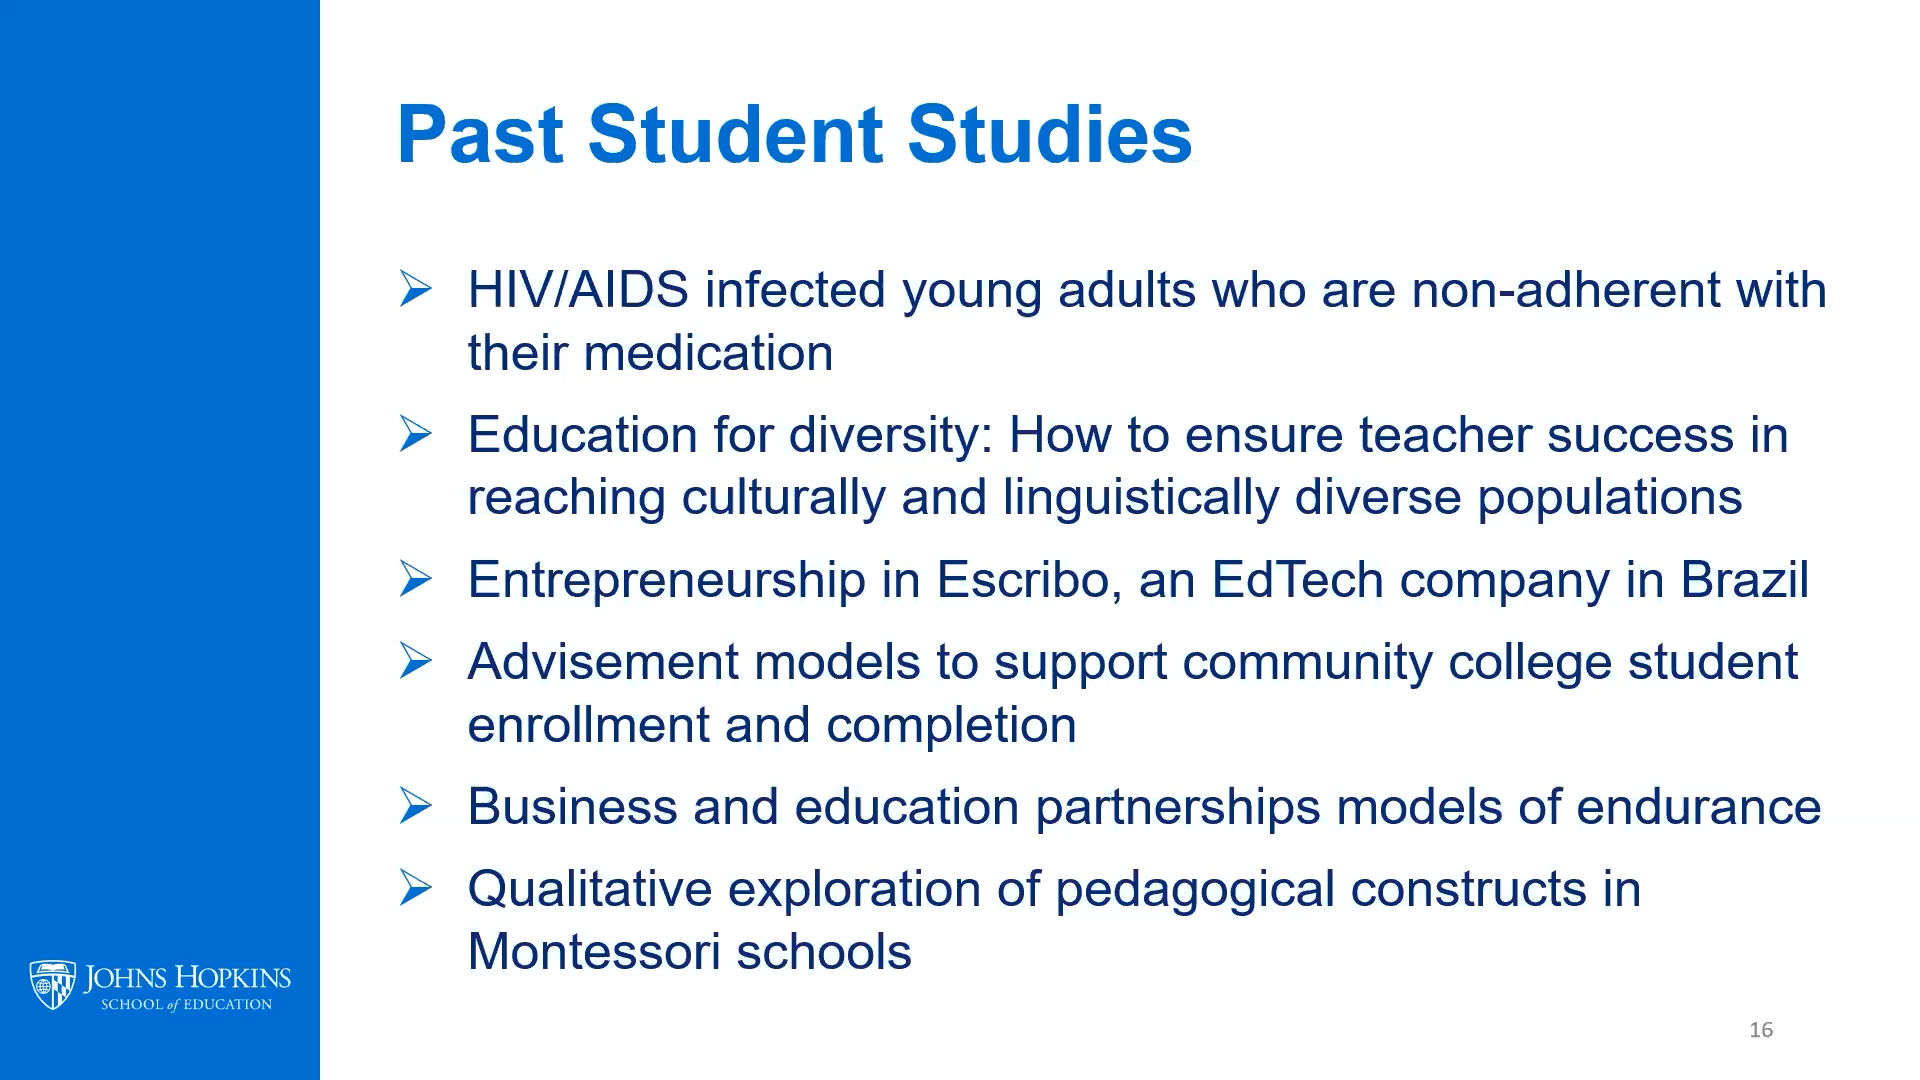 Past Student Studies
HIV/AIDS infected young adults who are non-adherent with
their medication
Education for diversity: How to ensure teacher success in
reaching culturally and linguistically diverse populations
Entrepreneurship in Escribo, an EdTech company in Brazil
Advisement models to support community college student
enrollment and completion
Business and education partnerships models of endurance
Qualitative exploration of pedagogical constructs in
Montessori schools
JOHNS HOPKINS
SCHOOL of EDUCATION
16